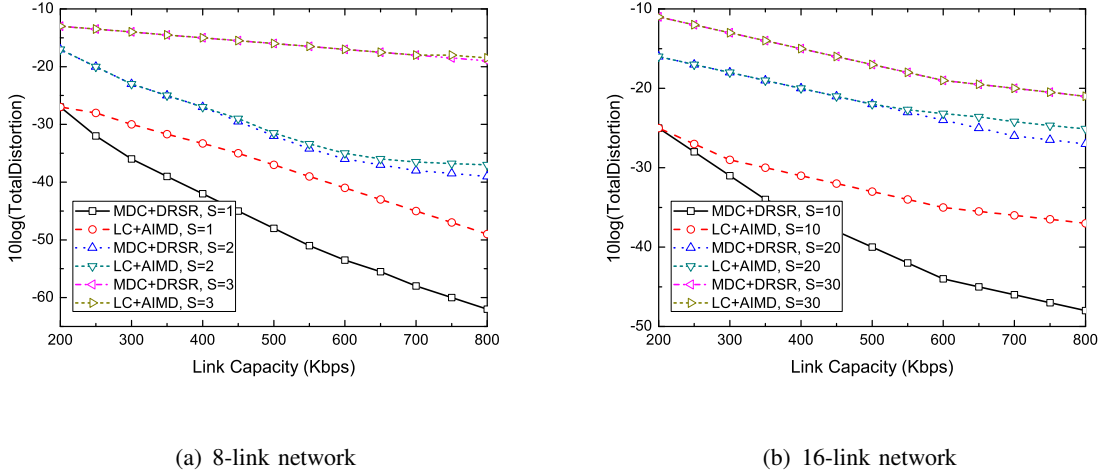 -10
-20
-30
-40
-50
-60
10log(TotalDistortion)
MDC+DRSR, S=1
LC+AIMD, S=1
MDC+DRSR, S=2
LC+AIMD, S=2
MDC+DRSR, S=3
LC+AIMD, S=3
200 300 400 500 600 700 800
Link Capacity (Kbps)
(a) 8-link network
-10
-20
-30
-40
-50
10log(TotalDistortion)
MDC+DRSR, S=10
LC+AIMD, S=10
MDC+DRSR, S=20
LC+AIMD, S=20
MDC+DRSR, S=30
LC+AIMD, S=30
200 300 400 500 600 700 800
Link Capacity (Kbps)
(b) 16-link network